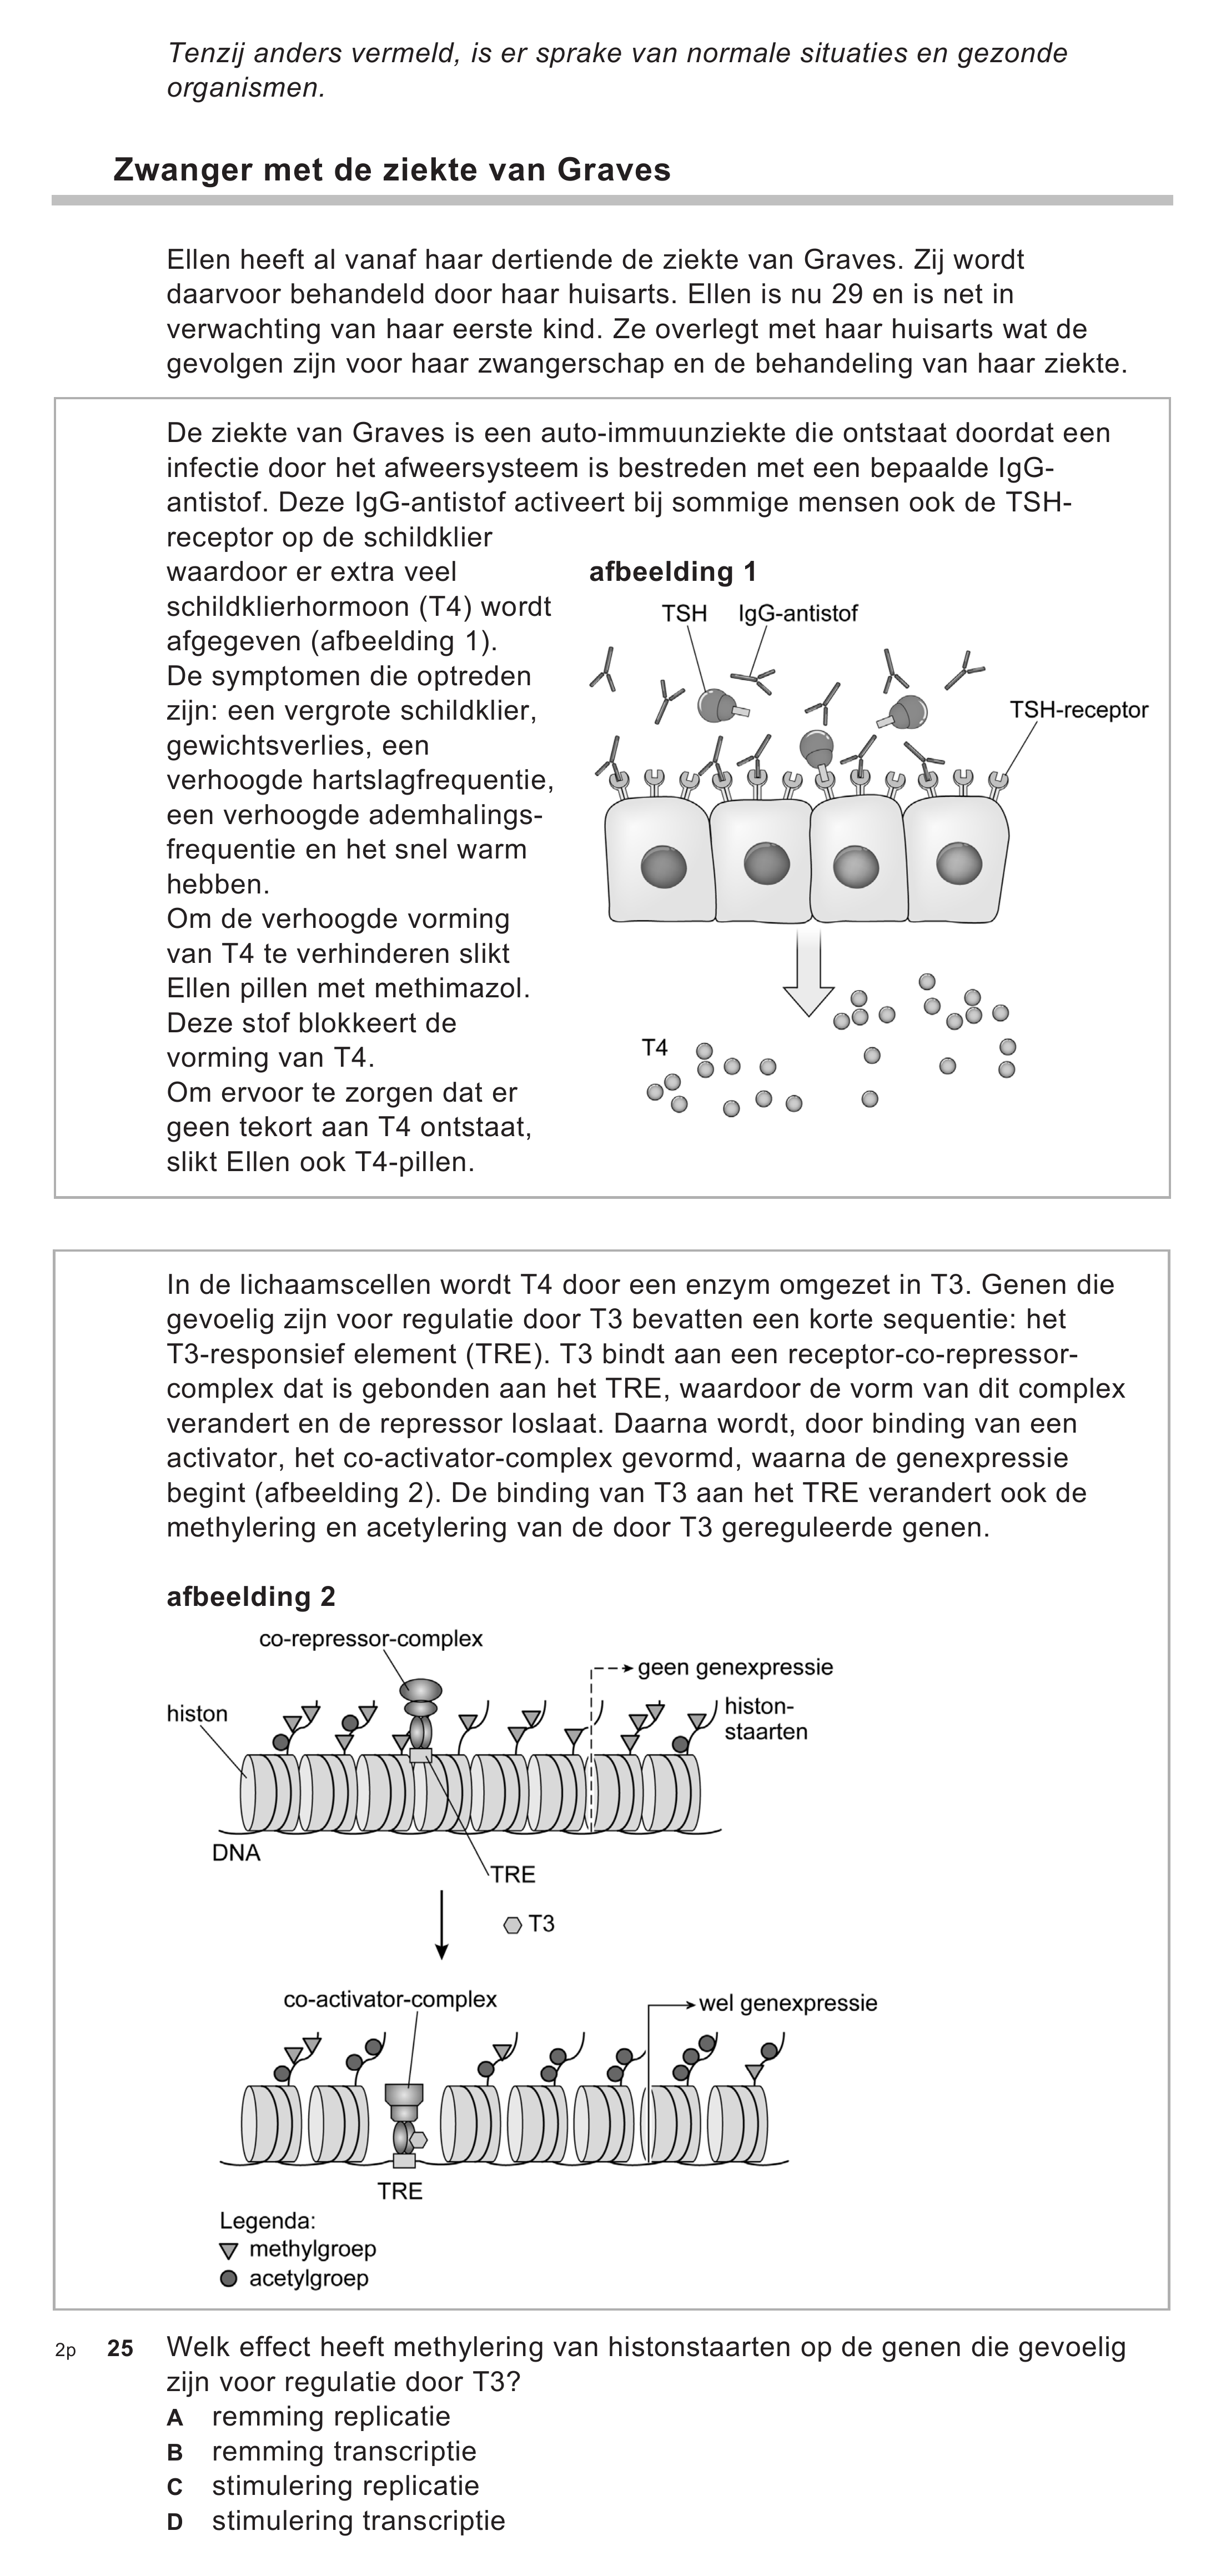 Tenzij anders vermeld, is er sprake van normale situaties en gezonde
organismen.
Zwanger met de ziekte van Graves
Ellen heeft al vanaf haar dertiende de ziekte van Graves. Zij wordt
daarvoor behandeld door haar huisarts. Ellen is nu 29 en is net in
verwachting van haar eerste kind. Ze overlegt met haar huisarts wat de
gevolgen zijn voor haar zwangerschap en de behandeling van haar ziekte.
De ziekte van Graves is een auto-immuunziekte die ontstaat doordat een
infectie door het afweersysteem is bestreden met een bepaalde IgG-
antistof. Deze IgG-antistof activeert bij sommige mensen ook de TSH-
receptor op de schildklier
waardoor er extra veel
schildklierhormoon (T4) wordt
afgegeven (afbeelding 1).
De symptomen die optreden
zijn: een vergrote schildklier,
gewichtsverlies, een
verhoogde hartslagfrequentie,
een verhoogde ademhalings-
frequentie en het snel warm
hebben.
Om de verhoogde vorming
van T4 te verhinderen slikt
Ellen pillen met methimazol.
Deze stof blokkeert de
vorming van T4.
Om ervoor te zorgen dat er
geen tekort aan T4 ontstaat,
slikt Ellen ook T4-pillen.
afbeelding 1
TSH IgG-antistof
TSH-receptor
T4
In de lichaamscellen wordt T4 door een enzym omgezet in T3. Genen die
gevoelig zijn voor regulatie door T3 bevatten een korte sequentie: het
T3-responsief element (TRE). T3 bindt aan een receptor-co-repressor-
complex dat is gebonden aan het TRE, waardoor de vorm van dit complex
verandert en de repressor loslaat. Daarna wordt, door binding van een
activator, het co-activator-complex gevormd, waarna de genexpressie
begint (afbeelding 2). De binding van T3 aan het TRE verandert ook de
methylering en acetylering van de door T3 gereguleerde genen.
afbeelding 2
co-repressor-complex
geen genexpressie
histon
histon-
staarten
DNA
TRE
T3
co-activator-complex
wel genexpressie
TRE
Legenda:
methylgroep
acetylgroep
2p 25 Welk effect heeft methylering van histonstaarten op de genen die gevoelig
zijn voor regulatie door T3?
A remming replicatie
B remming transcriptie
C stimulering replicatie
D stimulering transcriptie